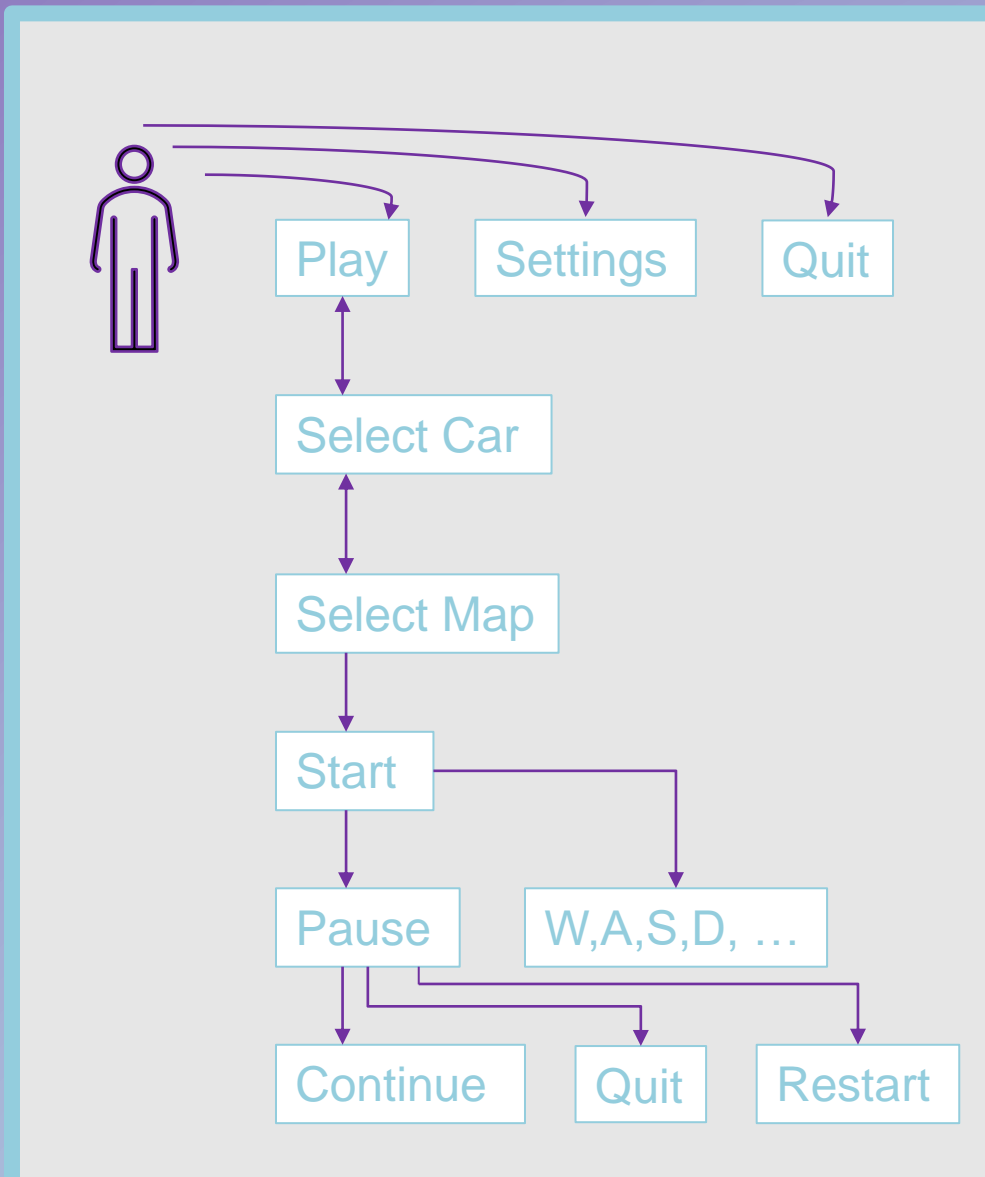 Play
Settings
Quit
Select Car
Select Map
Start
Pause
W,A,S,D, …
Continue
Quit
Restart